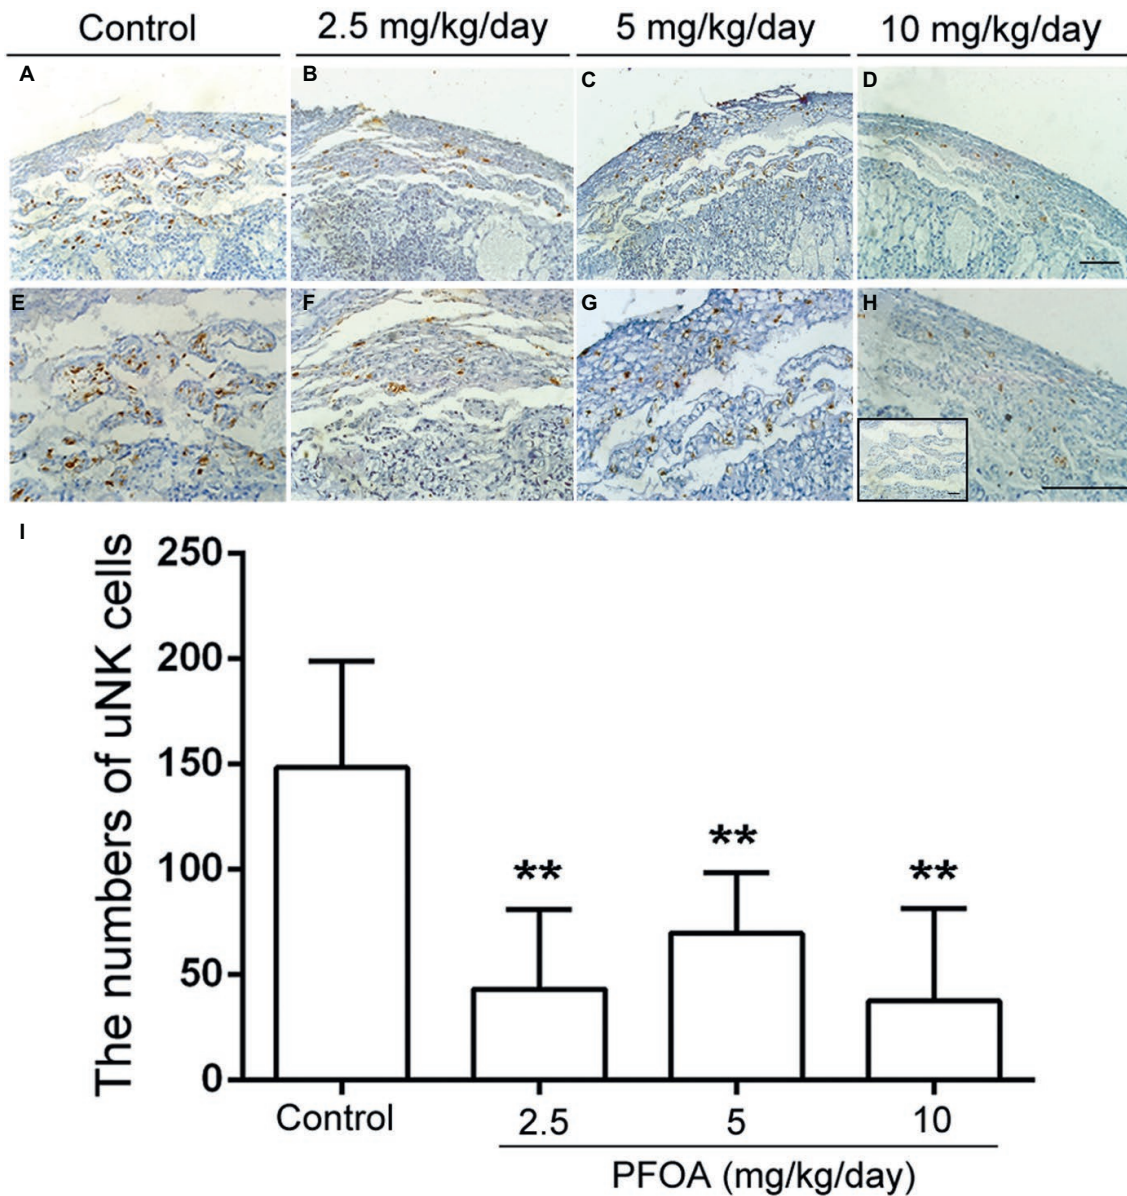 Control 2.5 mg/kg/day 5 mg/kg/day 10 mg/kg/day
A B C D
E F G H
I
The numbers of uNK cells
250
200
150
100
50
0
**
**
**
Control 2.5 5 10
PFOA (mg/kg/day)